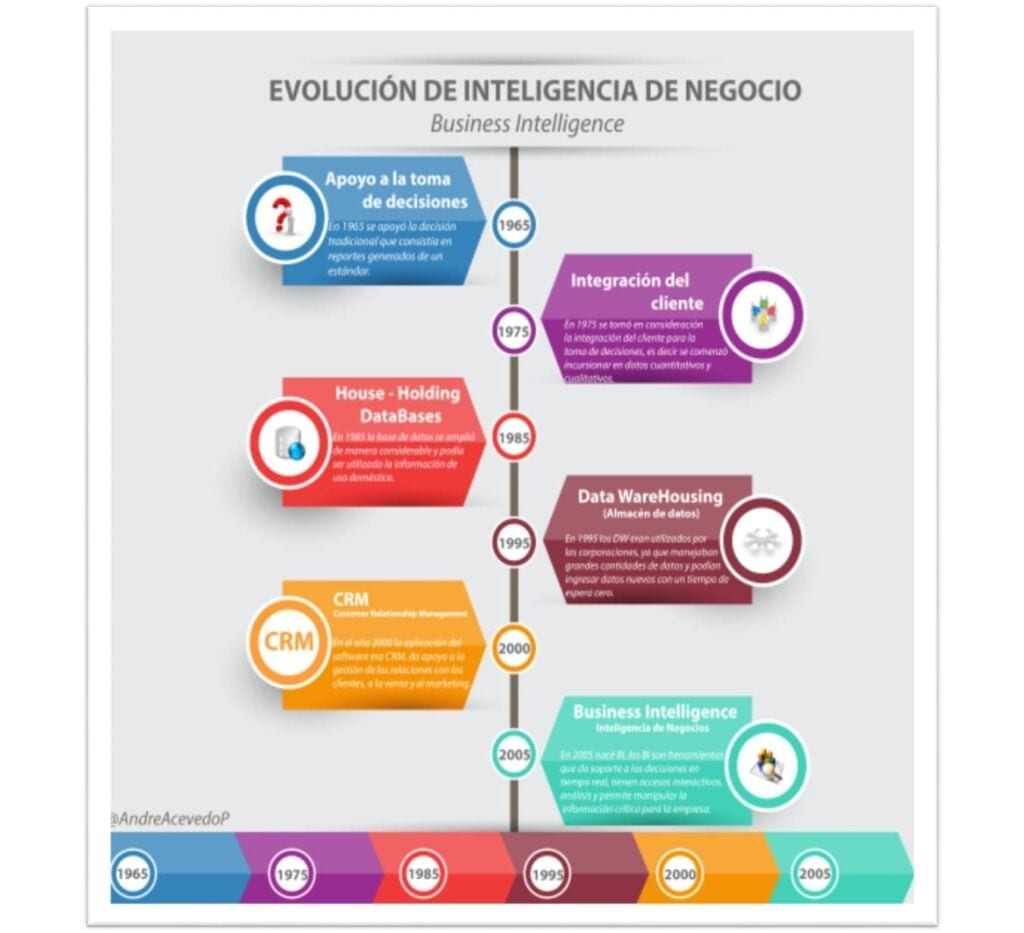 EVOLUCIÓN DE INTELIGENCIA DE NEGOCIO
Business Intelligence
Apoyo a la toma
de decisiones
En 1965 se apoyó la decisión
tradicional que consistía en
reportes generados de un
estándar.
1965
Integración del
cliente
En 1975 se tomó en consideración
la integración del cliente para la
toma de decisiones, es decir se comenzó
incursionar en datos cuantitativos y
cualitativos.
1975
House - Holding
DataBases
En 1985 la base de datos se amplió
de manera considerable y podía
ser utilizada la información de
uso doméstico.
1985
Data WareHousing
(Almacén de datos)
En 1995 los DW eran utilizados por
las corporaciones, ya que manejaban
grandes cantidades de datos y podían
ingresar datos nuevos con un tiempo de
espera cero.
1995
CRM
CRM
Customer Relationship Management
En el año 2000 la aplicación del
software era CRM, da apoyo a la
gestión de las relaciones con los
clientes, a la venta y al marketing
2000
Business Intelligence
Inteligencia de Negocios
En 2005 nacé BI, las BI son herramientas
que da soporte a las decisiones en
tiempo real, tienen accesos interactivos,
análisis y permite manipular la
información crítica para la empresa.
2005
@AndreAcevedoP
1965 1975 1985 1995 2000 2005